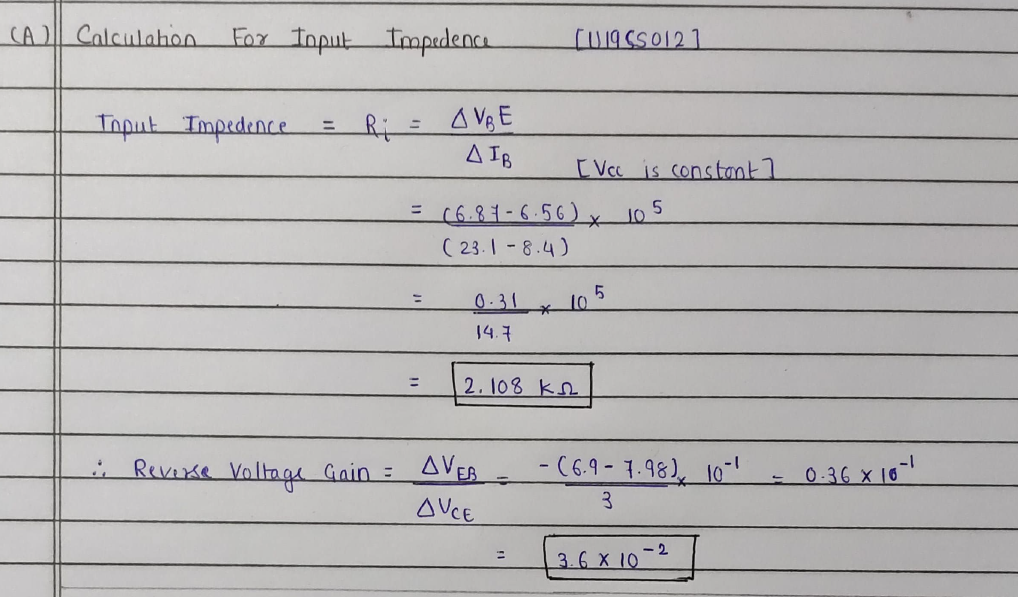 (A) Calculation For Input Impedence [U19CS012]
Input Impedence = Ri = ΔVBE
ΔIB [Vcc is constant]
= (6.87-6.56) × 10^5
(23.1-8.4)
= 0.31 × 10^5
14.7
= 2.108 kΩ
∴ Reverse Voltage Gain = ΔVEB = -(6.9-7.98) × 10^-1 = 0.36 × 10^-1
ΔVCE 3
= 3.6 × 10^-2